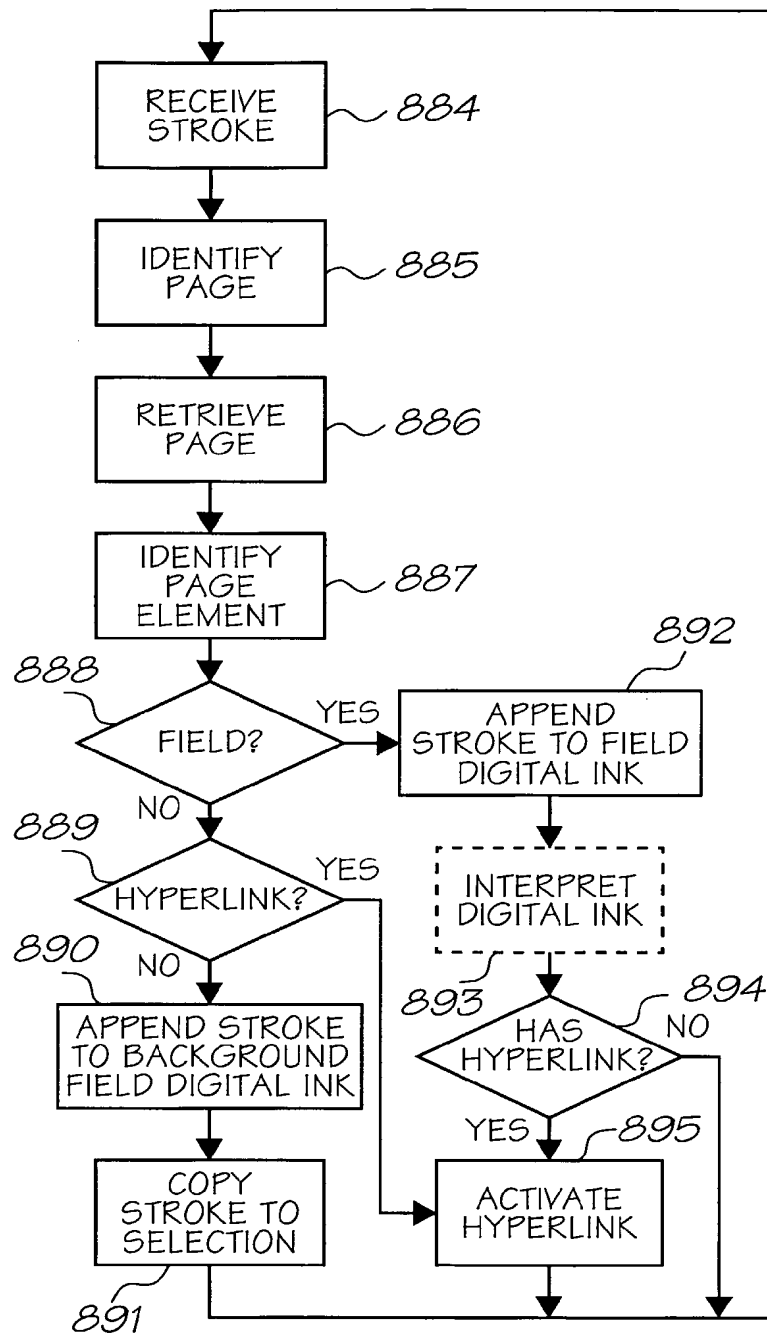 RECEIVE
STROKE
884
IDENTIFY
PAGE
885
RETRIEVE
PAGE
886
IDENTIFY
PAGE
ELEMENT
887
888
FIELD?
YES
NO
892
APPEND
STROKE TO FIELD
DIGITAL INK
889
HYPERLINK?
YES
NO
INTERPRET
DIGITAL INK
893
890
APPEND STROKE
TO BACKGROUND
FIELD DIGITAL INK
894
HAS
HYPERLINK?
NO
YES
895
COPY
STROKE TO
SELECTION
891
ACTIVATE
HYPERLINK